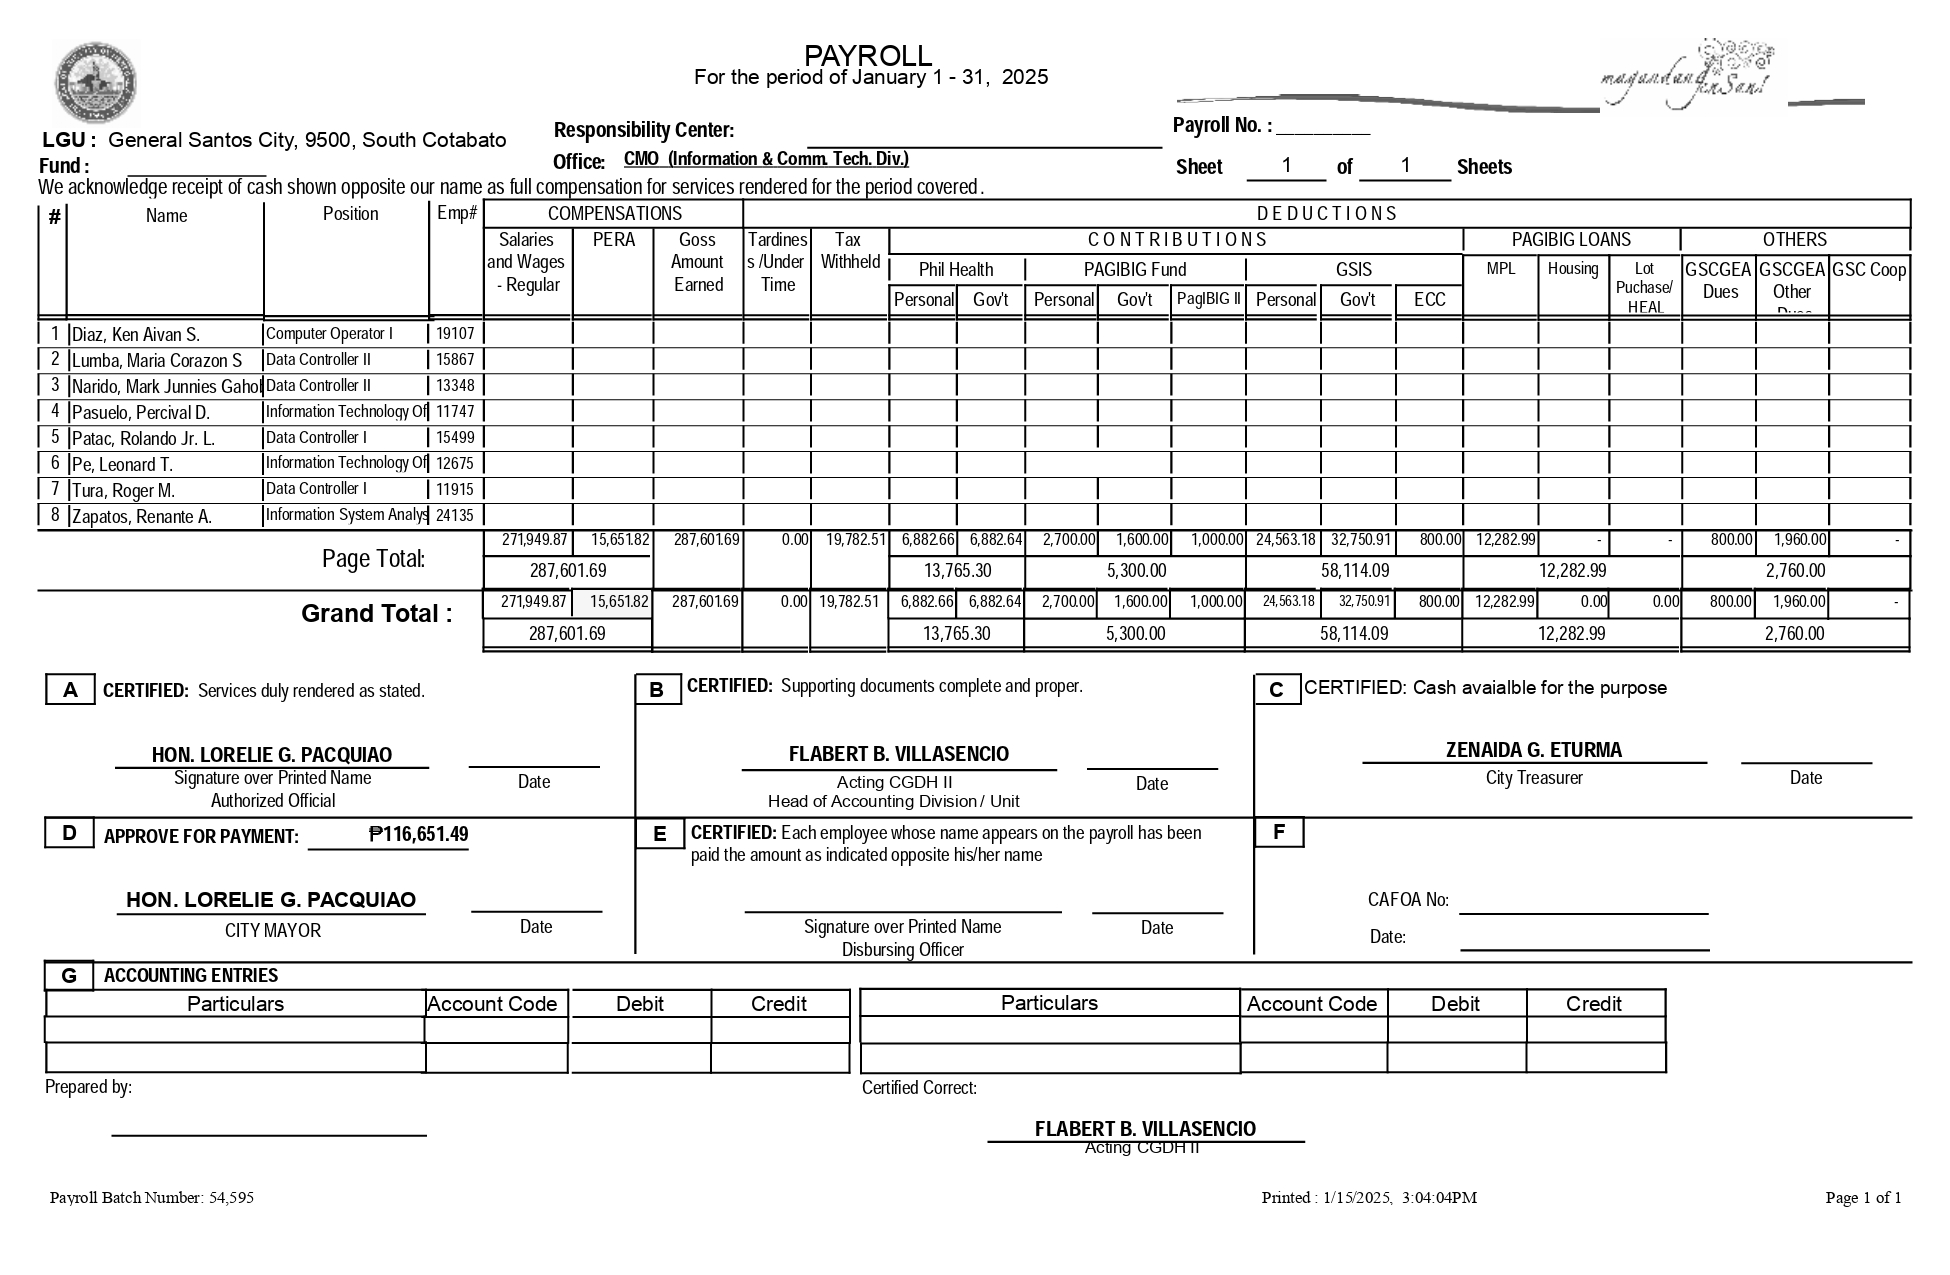 PAYROLL
For the period of January 1 - 31, 2025
magandang GenSan!
LGU : General Santos City, 9500, South Cotabato
Responsibility Center:
Payroll No. : _________
Fund :
Office: CMO (Information & Comm. Tech. Div.)
Sheet 1 of 1 Sheets
We acknowledge receipt of cash shown opposite our name as full compensation for services rendered for the period covered .
# Name Position Emp# COMPENSATIONS DEDUCTIONS
Salaries and Wages - Regular PERA Goss Amount Earned Tardines s /Under Time Tax Withheld CONTRIBUTIONS PAGIBIG LOANS OTHERS
Phil Health PAGIBIG Fund GSIS MPL Housing Lot Puchase/ HEAL GSCGEA Dues GSCGEA Other Dues GSC Coop
Personal Gov't Personal Gov't PagIBIG II Personal Gov't ECC
1 Diaz, Ken Aivan S. Computer Operator I 19107
2 Lumba, Maria Corazon S Data Controller II 15867
3 Narido, Mark Junnies Gahol Data Controller II 13348
4 Pasuelo, Percival D. Information Technology Of 11747
5 Patac, Rolando Jr. L. Data Controller I 15499
6 Pe, Leonard T. Information Technology Of 12675
7 Tura, Roger M. Data Controller I 11915
8 Zapatos, Renante A. Information System Analys 24135
Page Total: 271,949.87 15,651.82 287,601.69 0.00 19,782.51 6,882.66 6,882.64 2,700.00 1,600.00 1,000.00 24,563.18 32,750.91 800.00 12,282.99 - - 800.00 1,960.00 -
287,601.69 13,765.30 5,300.00 58,114.09 12,282.99 2,760.00
Grand Total : 271,949.87 15,651.82 287,601.69 0.00 19,782.51 6,882.66 6,882.64 2,700.00 1,600.00 1,000.00 24,563.18 32,750.91 800.00 12,282.99 0.00 0.00 800.00 1,960.00 -
287,601.69 13,765.30 5,300.00 58,114.09 12,282.99 2,760.00
A CERTIFIED: Services duly rendered as stated.
HON. LORELIE G. PACQUIAO
Signature over Printed Name Date
Authorized Official
B CERTIFIED: Supporting documents complete and proper.
FLABERT B. VILLASENCIO
Acting CGDH II Date
Head of Accounting Division / Unit
C CERTIFIED: Cash avaialble for the purpose
ZENAIDA G. ETURMA
City Treasurer Date
D APPROVE FOR PAYMENT: ₱116,651.49
HON. LORELIE G. PACQUIAO
CITY MAYOR Date
E CERTIFIED: Each employee whose name appears on the payroll has been
paid the amount as indicated opposite his/her name
Signature over Printed Name Date
Disbursing Officer
F
CAFOA No:
Date:
G ACCOUNTING ENTRIES
Particulars Account Code Debit Credit Particulars Account Code Debit Credit
Prepared by: Certified Correct:
FLABERT B. VILLASENCIO
Acting CGDH II
Payroll Batch Number: 54,595 Printed : 1/15/2025, 3:04:04PM Page 1 of 1